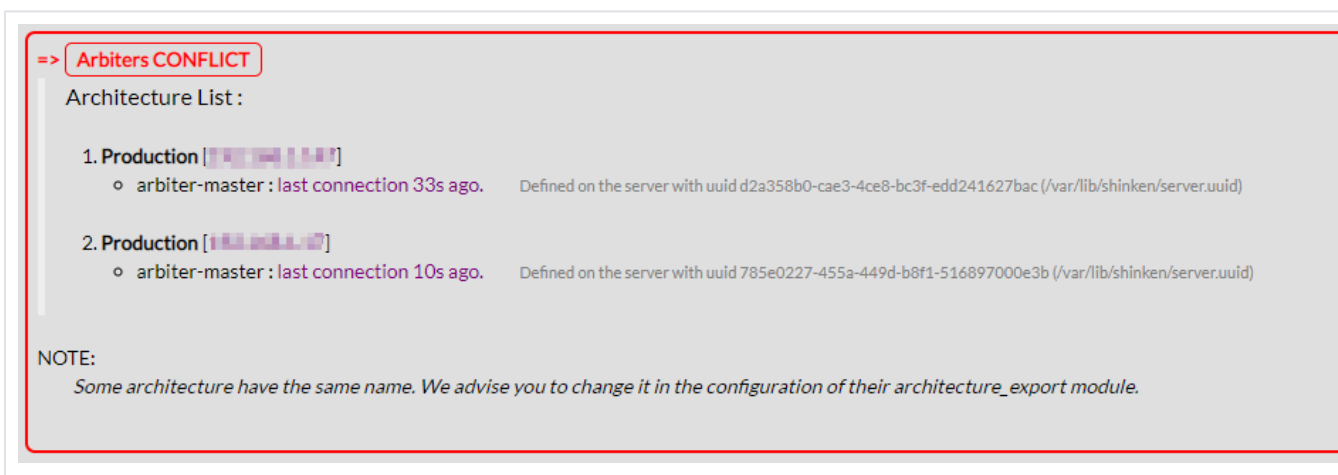 => Arbiters CONFLICT
Architecture List :
1. Production [ ]
arbiter-master : last connection 33s ago. Defined on the server with uuid d2a358b0-cae3-4ce8-bc3f-edd241627bac (/var/lib/shinken/server.uuid)
2. Production [ ]
arbiter-master : last connection 10s ago. Defined on the server with uuid 785e0227-455a-449d-b8f1-516897000e3b (/var/lib/shinken/server.uuid)
NOTE:
Some architecture have the same name. We advise you to change it in the configuration of their architecture_export module.